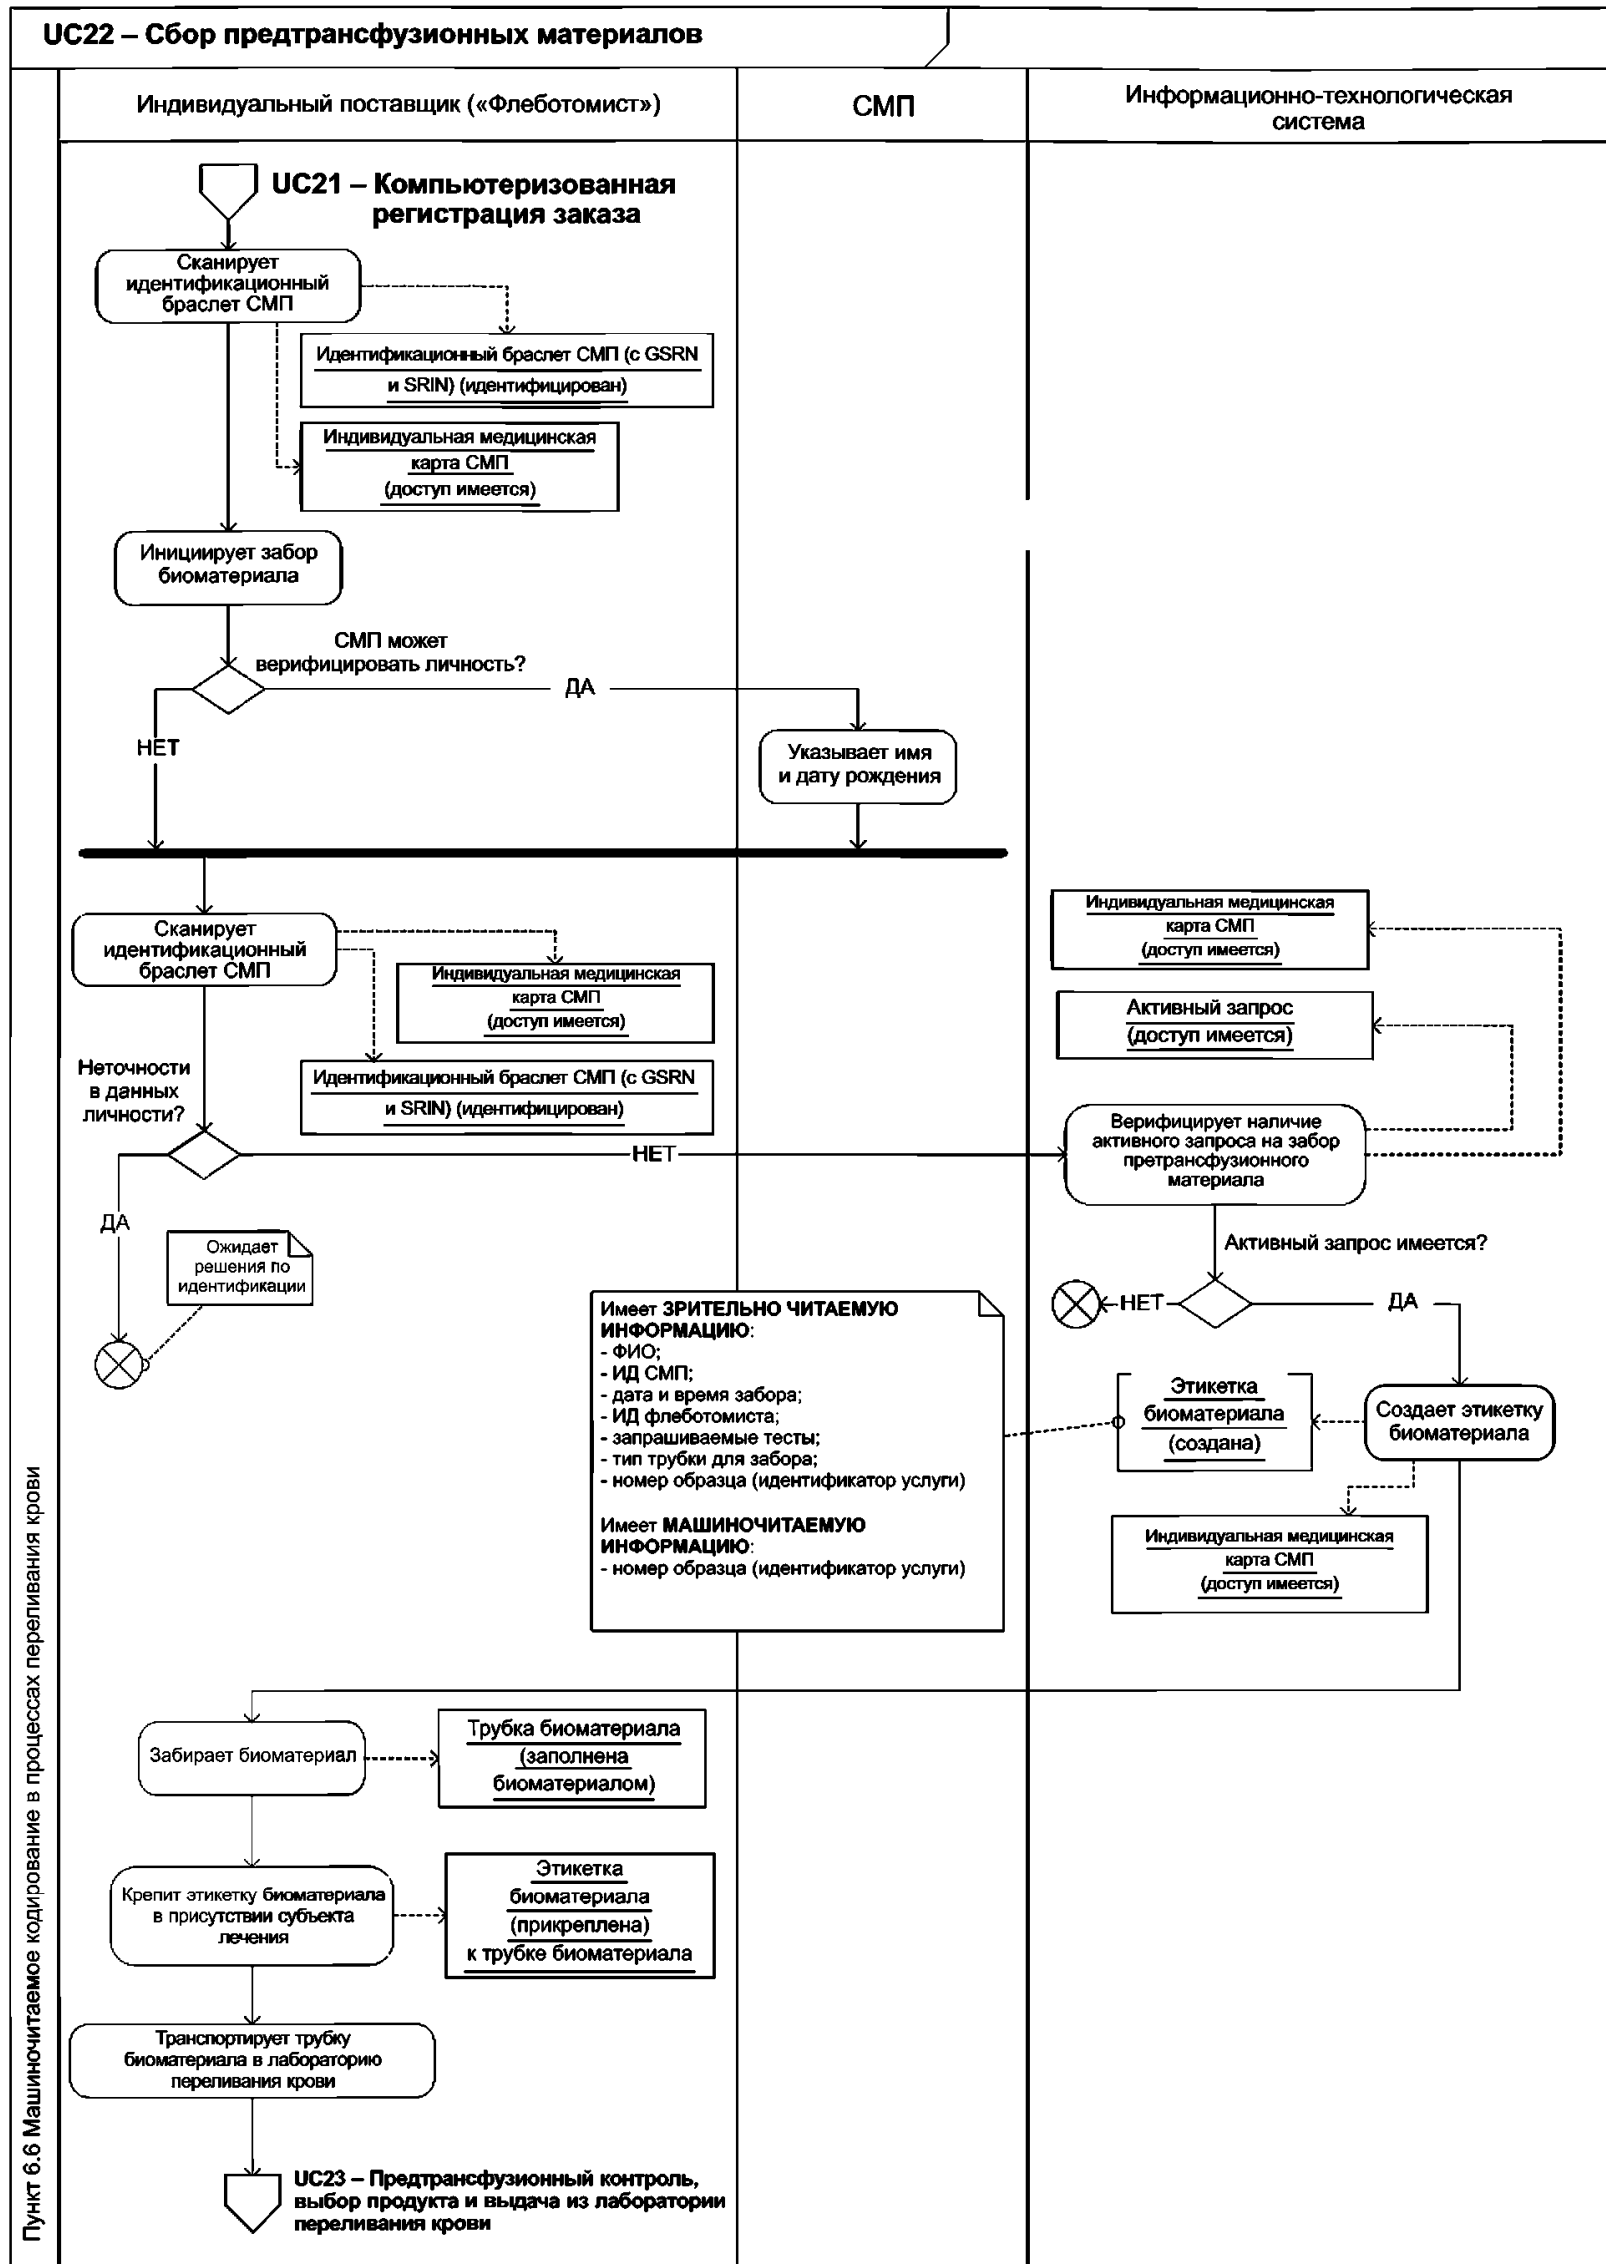 UC22 – Сбор предтрансфузионных материалов
Индивидуальный поставщик («Флеботомист»)
СМП
Информационно-технологическая
система
UC21 – Компьютеризованная
регистрация заказа
Сканирует
идентификационный
браслет СМП
Идентификационный браслет СМП (с GSRN
и SRIN) (идентифицирован)
Индивидуальная медицинская
карта СМП
(доступ имеется)
Инициирует забор
биоматериала
СМП может
верифицировать личность?
ДА
НЕТ
Указывает имя
и дату рождения
Сканирует
идентификационный
браслет СМП
Индивидуальная медицинская
карта СМП
(доступ имеется)
Идентификационный браслет СМП (с GSRN
и SRIN) (идентифицирован)
Неточности
в данных
личности?
НЕТ
ДА
Ожидает
решения по
идентификации
Индивидуальная медицинская
карта СМП
(доступ имеется)
Активный запрос
(доступ имеется)
Верифицирует наличие
активного запроса на забор
претрансфузионного
материала
Активный запрос имеется?
НЕТ
ДА
Имеет ЗРИТЕЛЬНО ЧИТАЕМУЮ
ИНФОРМАЦИЮ:
- ФИО;
- ИД СМП;
- дата и время забора;
- ИД флеботомиста;
- запрашиваемые тесты;
- тип трубки для забора;
- номер образца (идентификатор услуги)
Имеет МАШИНОЧИТАЕМУЮ
ИНФОРМАЦИЮ:
- номер образца (идентификатор услуги)
Этикетка
биоматериала
(создана)
Создает этикетку
биоматериала
Индивидуальная медицинская
карта СМП
(доступ имеется)
Забирает биоматериал
Трубка биоматериала
(заполнена
биоматериалом)
Крепит этикетку биоматериала
в присутствии субъекта
лечения
Этикетка
биоматериала
(прикреплена)
к трубке биоматериала
Транспортирует трубку
биоматериала в лабораторию
переливания крови
UC23 – Предтрансфузионный контроль,
выбор продукта и выдача из лаборатории
переливания крови
Пункт 6.6 Машиночитаемое кодирование в процессах переливания крови